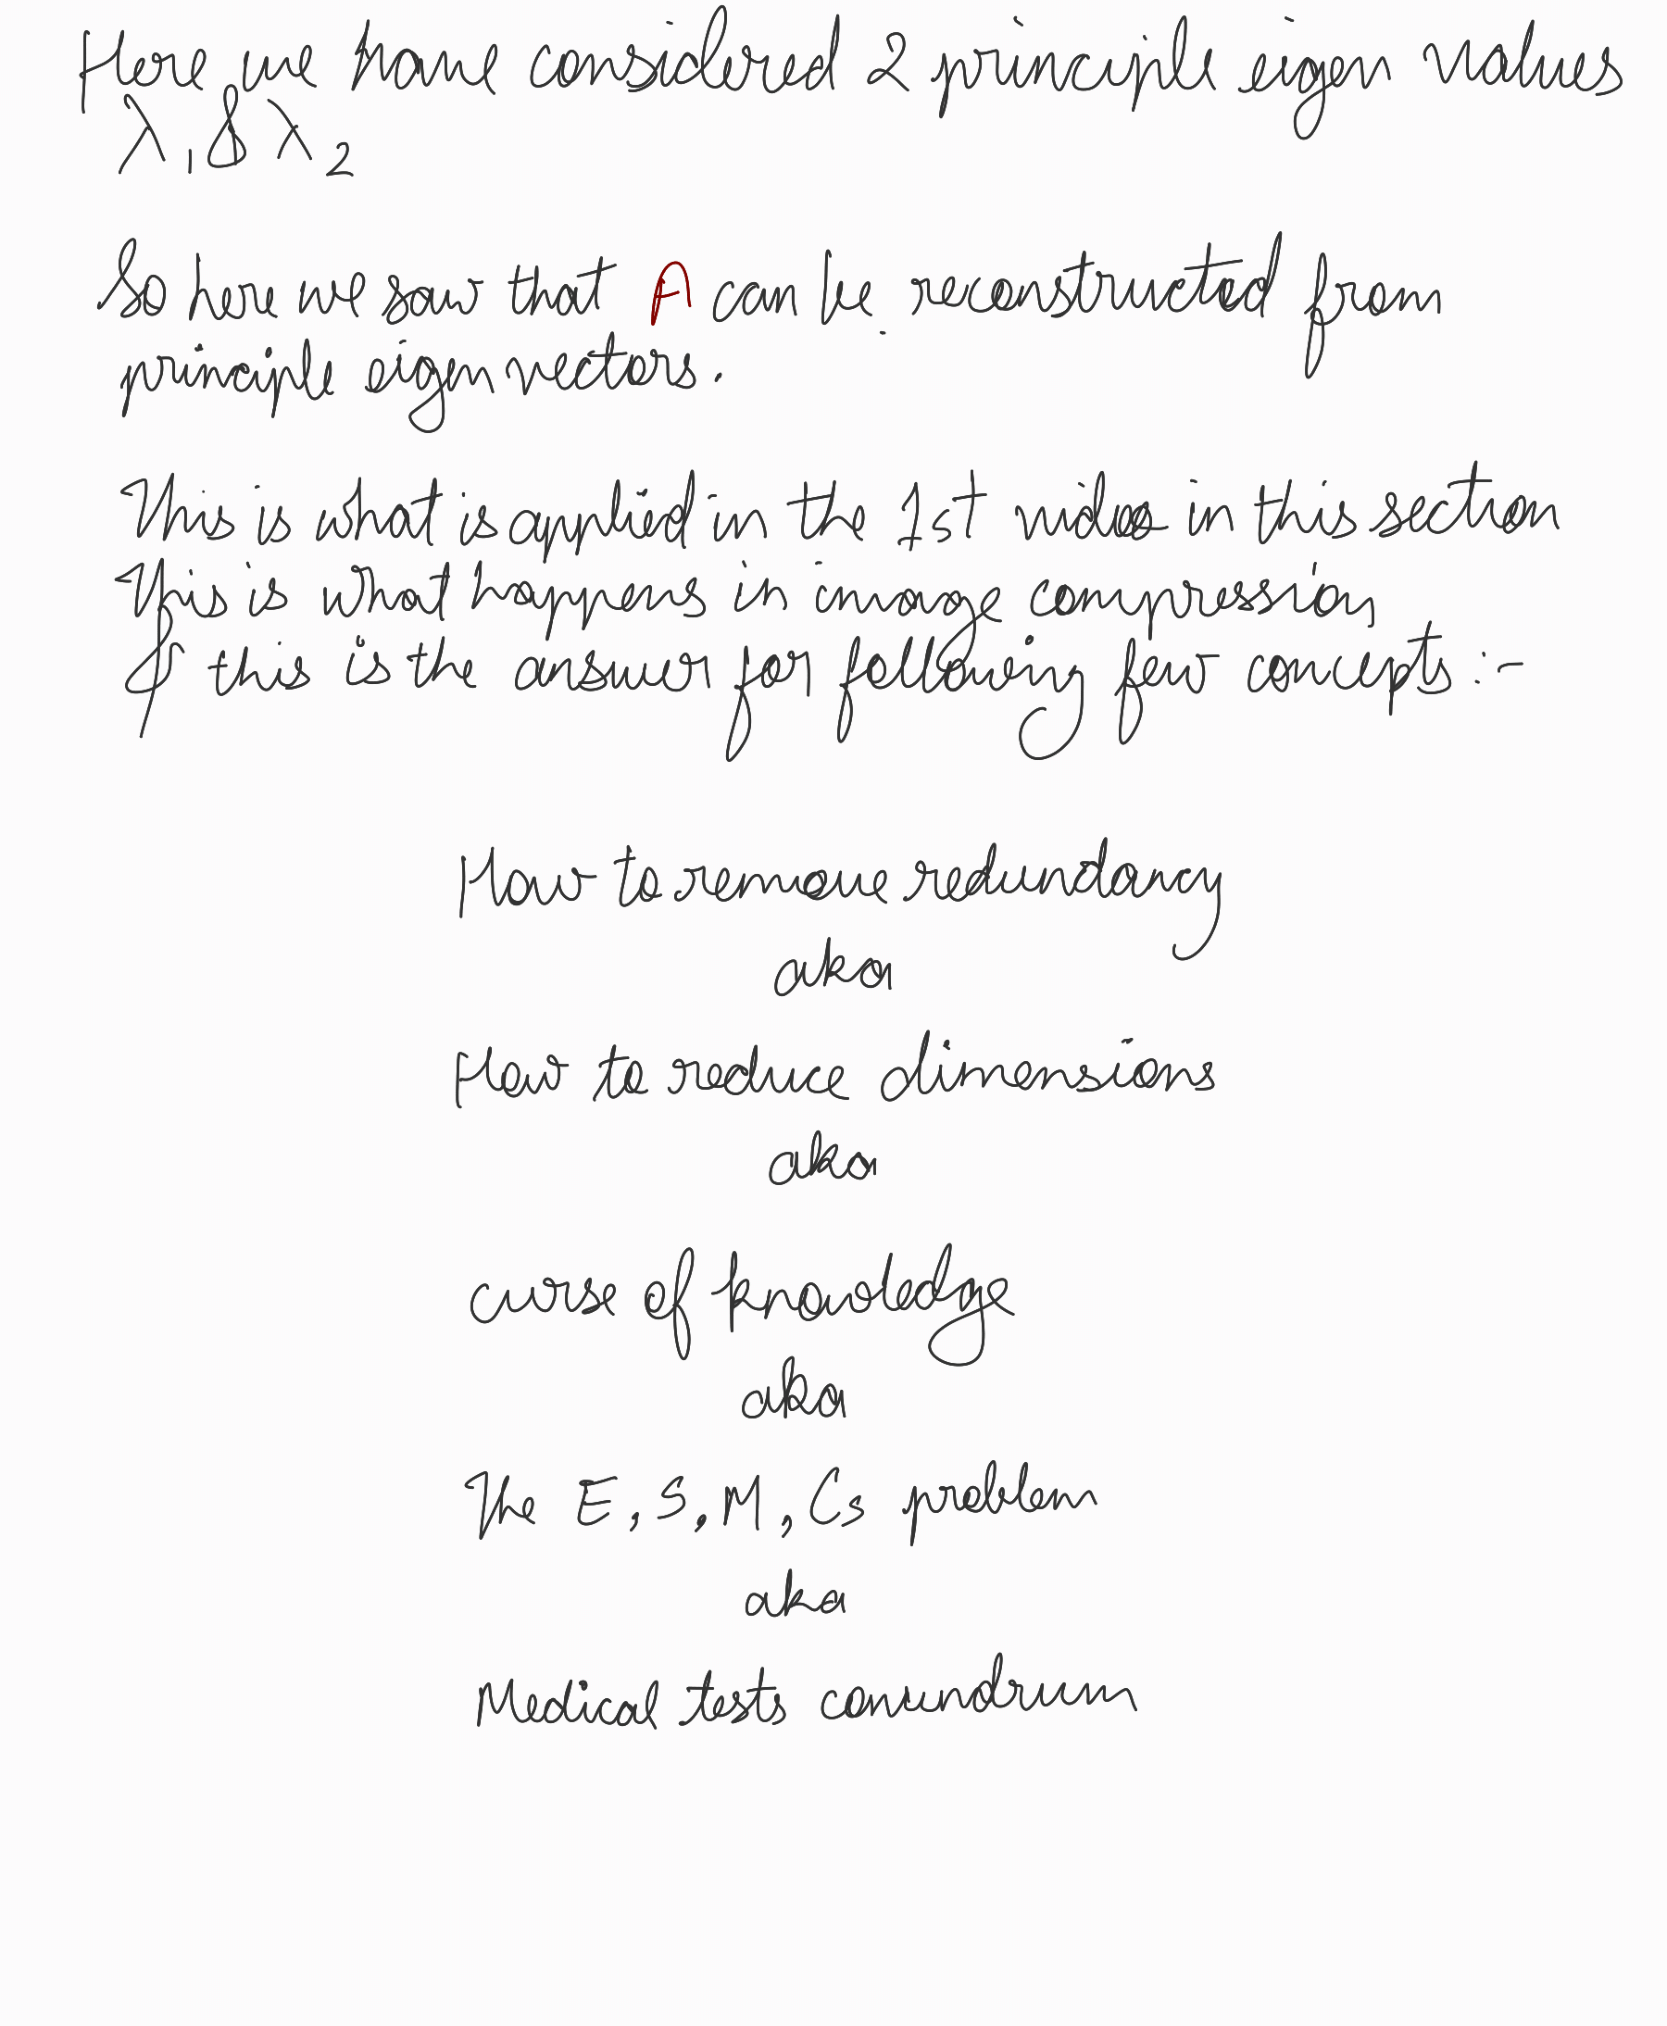 Here we have considered 2 principle eigen values
λ1 & λ2
So here we saw that A can be reconstructed from
principle eigen vectors.
This is what is applied in the 1st video in this section
This is what happens in image compression
& this is the answer for following few concepts :-
How to remove redundancy
aka
How to reduce dimensions
aka
curse of knowledge
aka
The E, S, M, Cs problem
aka
Medical tests conundrum